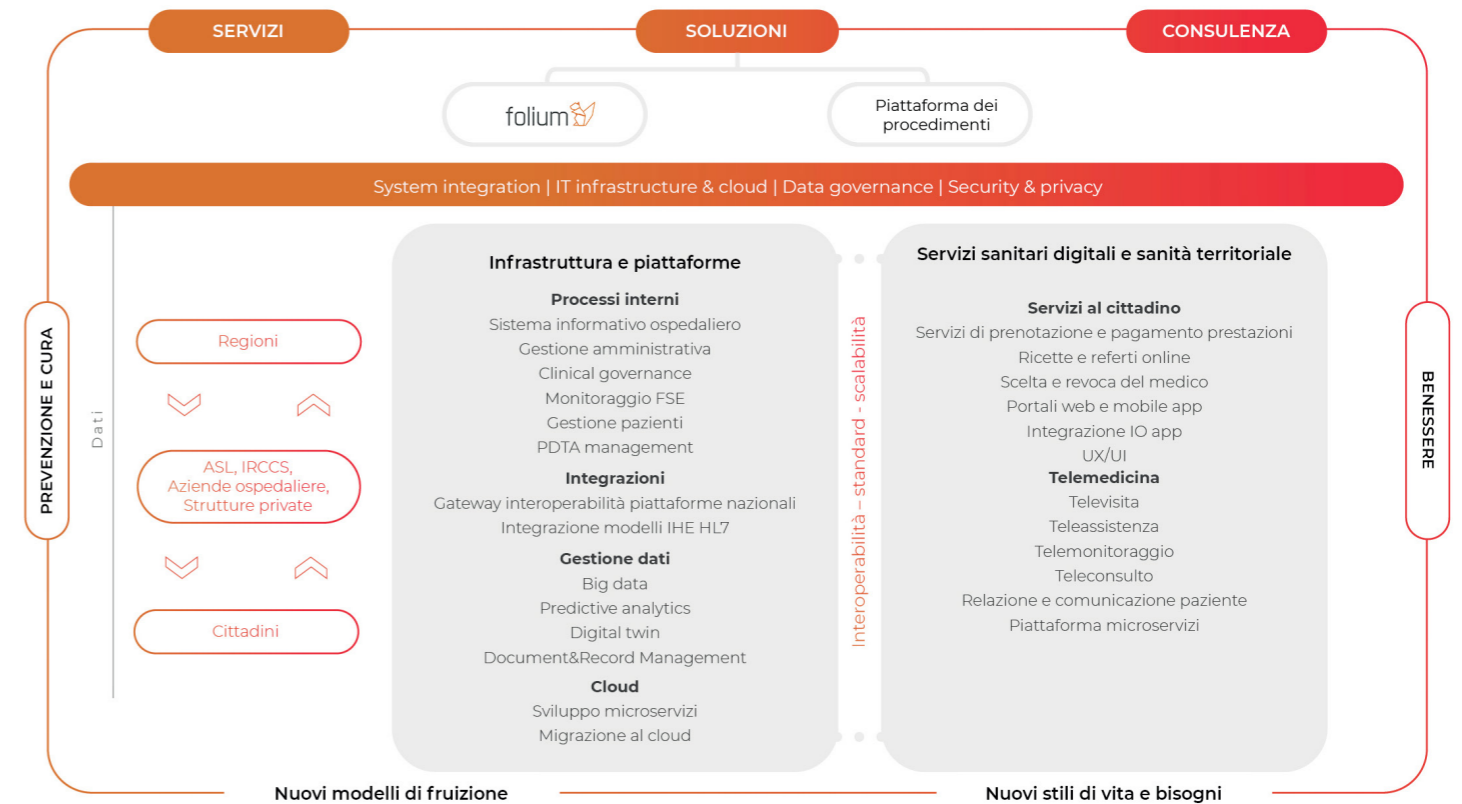 SERVIZI
SOLUZIONI
CONSULENZA
folium
Piattaforma dei
procedimenti
System integration | IT infrastructure & cloud | Data governance | Security & privacy
PREVENZIONE E CURA
Dati
Regioni
ASL, IRCCS,
Aziende ospedaliere,
Strutture private
Cittadini
Infrastruttura e piattaforme
Processi interni
Sistema informativo ospedaliero
Gestione amministrativa
Clinical governance
Monitoraggio FSE
Gestione pazienti
PDTA management
Integrazioni
Gateway interoperabilità piattaforme nazionali
Integrazione modelli IHE HL7
Gestione dati
Big data
Predictive analytics
Digital twin
Document&Record Management
Cloud
Sviluppo microservizi
Migrazione al cloud
Interoperabilità – standard - scalabilità
Servizi sanitari digitali e sanità territoriale
Servizi al cittadino
Servizi di prenotazione e pagamento prestazioni
Ricette e referti online
Scelta e revoca del medico
Portali web e mobile app
Integrazione IO app
UX/UI
Telemedicina
Televisita
Teleassistenza
Telemonitoraggio
Teleconsulto
Relazione e comunicazione paziente
Piattaforma microservizi
BENESSERE
Nuovi modelli di fruizione
Nuovi stili di vita e bisogni